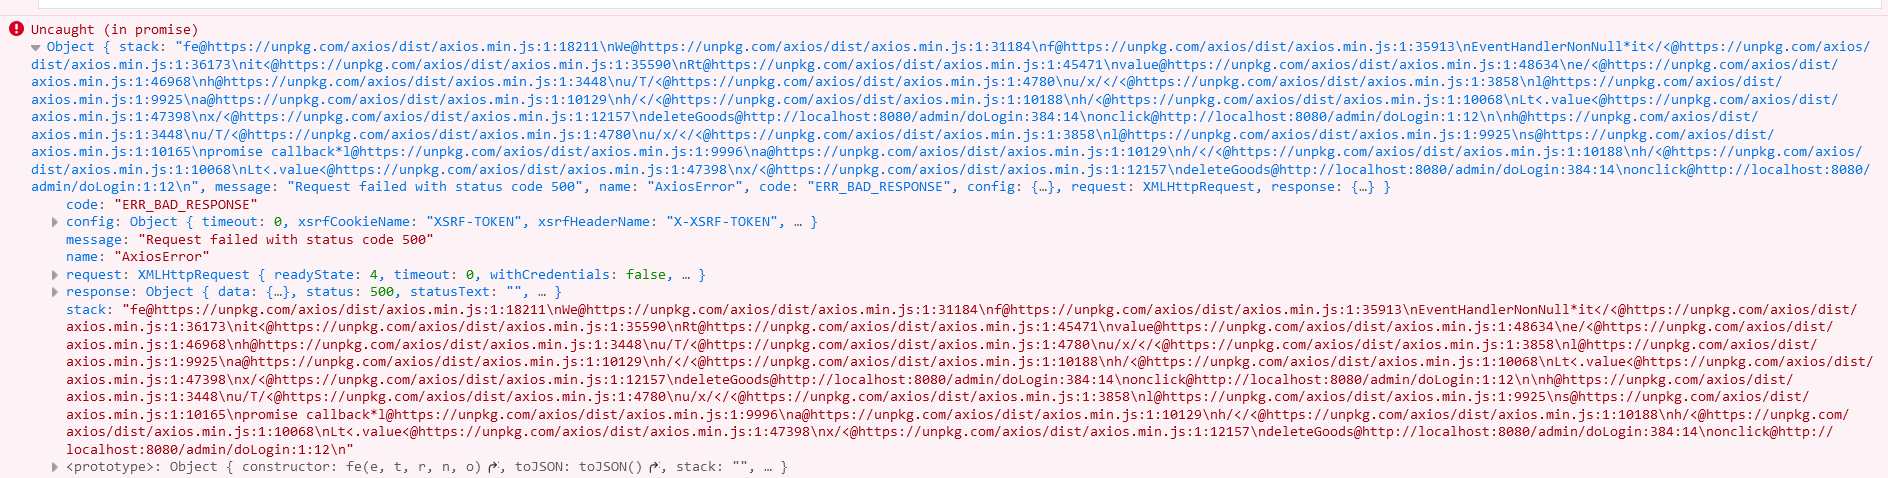 Uncaught (in promise)
Object { stack: "fe@https://unpkg.com/axios/dist/axios.min.js:1:18211\nWe@https://unpkg.com/axios/dist/axios.min.js:1:31184\nf@https://unpkg.com/axios/dist/axios.min.js:1:35913\nEventHandlerNonNull*it</<@https://unpkg.com/axios/
dist/axios.min.js:1:36173\nit<@https://unpkg.com/axios/dist/axios.min.js:1:35590\nRt@https://unpkg.com/axios/dist/axios.min.js:1:45471\nvalue@https://unpkg.com/axios/dist/axios.min.js:1:48634\ne/<@https://unpkg.com/axios/dist/
axios.min.js:1:46968\nh@https://unpkg.com/axios/dist/axios.min.js:1:3448\nu/T/<@https://unpkg.com/axios/dist/axios.min.js:1:4780\nu/x/</<@https://unpkg.com/axios/dist/axios.min.js:1:3858\nl@https://unpkg.com/axios/dist/
axios.min.js:1:9925\na@https://unpkg.com/axios/dist/axios.min.js:1:10129\nh/</<@https://unpkg.com/axios/dist/axios.min.js:1:10188\nh/<@https://unpkg.com/axios/dist/axios.min.js:1:10068\nLt<.value<@https://unpkg.com/axios/dist/
axios.min.js:1:47398\nx/<@https://unpkg.com/axios/dist/axios.min.js:1:12157\ndeleteGoods@http://localhost:8080/admin/doLogin:384:14\nonclick@http://localhost:8080/admin/doLogin:1:12\n\nh@https://unpkg.com/axios/dist/
axios.min.js:1:3448\nu/T/<@https://unpkg.com/axios/dist/axios.min.js:1:4780\nu/x/</<@https://unpkg.com/axios/dist/axios.min.js:1:3858\nl@https://unpkg.com/axios/dist/axios.min.js:1:9925\ns@https://unpkg.com/axios/dist/
axios.min.js:1:10165\npromise callback*l@https://unpkg.com/axios/dist/axios.min.js:1:9996\na@https://unpkg.com/axios/dist/axios.min.js:1:10129\nh/</<@https://unpkg.com/axios/dist/axios.min.js:1:10188\nh/<@https://unpkg.com/axios/
dist/axios.min.js:1:10068\nLt<.value<@https://unpkg.com/axios/dist/axios.min.js:1:47398\nx/<@https://unpkg.com/axios/dist/axios.min.js:1:12157\ndeleteGoods@http://localhost:8080/admin/doLogin:384:14\nonclick@http://localhost:8080/
admin/doLogin:1:12\n", message: "Request failed with status code 500", name: "AxiosError", code: "ERR_BAD_RESPONSE", config: {…}, request: XMLHttpRequest, response: {…} }
code: "ERR_BAD_RESPONSE"
config: Object { timeout: 0, xsrfCookieName: "XSRF-TOKEN", xsrfHeaderName: "X-XSRF-TOKEN", … }
message: "Request failed with status code 500"
name: "AxiosError"
request: XMLHttpRequest { readyState: 4, timeout: 0, withCredentials: false, … }
response: Object { data: {…}, status: 500, statusText: "", … }
stack: "fe@https://unpkg.com/axios/dist/axios.min.js:1:18211\nWe@https://unpkg.com/axios/dist/axios.min.js:1:31184\nf@https://unpkg.com/axios/dist/axios.min.js:1:35913\nEventHandlerNonNull*it</<@https://unpkg.com/axios/dist/
axios.min.js:1:36173\nit<@https://unpkg.com/axios/dist/axios.min.js:1:35590\nRt@https://unpkg.com/axios/dist/axios.min.js:1:45471\nvalue@https://unpkg.com/axios/dist/axios.min.js:1:48634\ne/<@https://unpkg.com/axios/dist/
axios.min.js:1:46968\nh@https://unpkg.com/axios/dist/axios.min.js:1:3448\nu/T/<@https://unpkg.com/axios/dist/axios.min.js:1:4780\nu/x/</<@https://unpkg.com/axios/dist/axios.min.js:1:3858\nl@https://unpkg.com/axios/dist/
axios.min.js:1:9925\na@https://unpkg.com/axios/dist/axios.min.js:1:10129\nh/</<@https://unpkg.com/axios/dist/axios.min.js:1:10188\nh/<@https://unpkg.com/axios/dist/axios.min.js:1:10068\nLt<.value<@https://unpkg.com/axios/dist/
axios.min.js:1:47398\nx/<@https://unpkg.com/axios/dist/axios.min.js:1:12157\ndeleteGoods@http://localhost:8080/admin/doLogin:384:14\nonclick@http://localhost:8080/admin/doLogin:1:12\n\nh@https://unpkg.com/axios/dist/
axios.min.js:1:3448\nu/T/<@https://unpkg.com/axios/dist/axios.min.js:1:4780\nu/x/</<@https://unpkg.com/axios/dist/axios.min.js:1:3858\nl@https://unpkg.com/axios/dist/axios.min.js:1:9925\ns@https://unpkg.com/axios/dist/
axios.min.js:1:10165\npromise callback*l@https://unpkg.com/axios/dist/axios.min.js:1:9996\na@https://unpkg.com/axios/dist/axios.min.js:1:10129\nh/</<@https://unpkg.com/axios/dist/axios.min.js:1:10188\nh/<@https://unpkg.com/
axios/dist/axios.min.js:1:10068\nLt<.value<@https://unpkg.com/axios/dist/axios.min.js:1:47398\nx/<@https://unpkg.com/axios/dist/axios.min.js:1:12157\ndeleteGoods@http://localhost:8080/admin/doLogin:384:14\nonclick@http://
localhost:8080/admin/doLogin:1:12\n"
<prototype>: Object { constructor: fe(e, t, r, n, o), toJSON: toJSON(), stack: "", … }